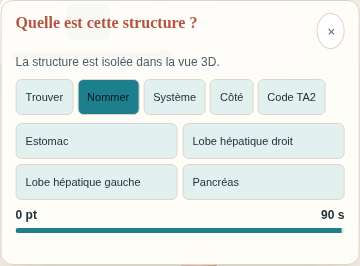 Quelle est cette structure ?
×
La structure est isolée dans la vue 3D.
Trouver Nommer Système Côté Code TA2
Estomac Lobe hépatique droit
Lobe hépatique gauche Pancréas
0 pt 90 s